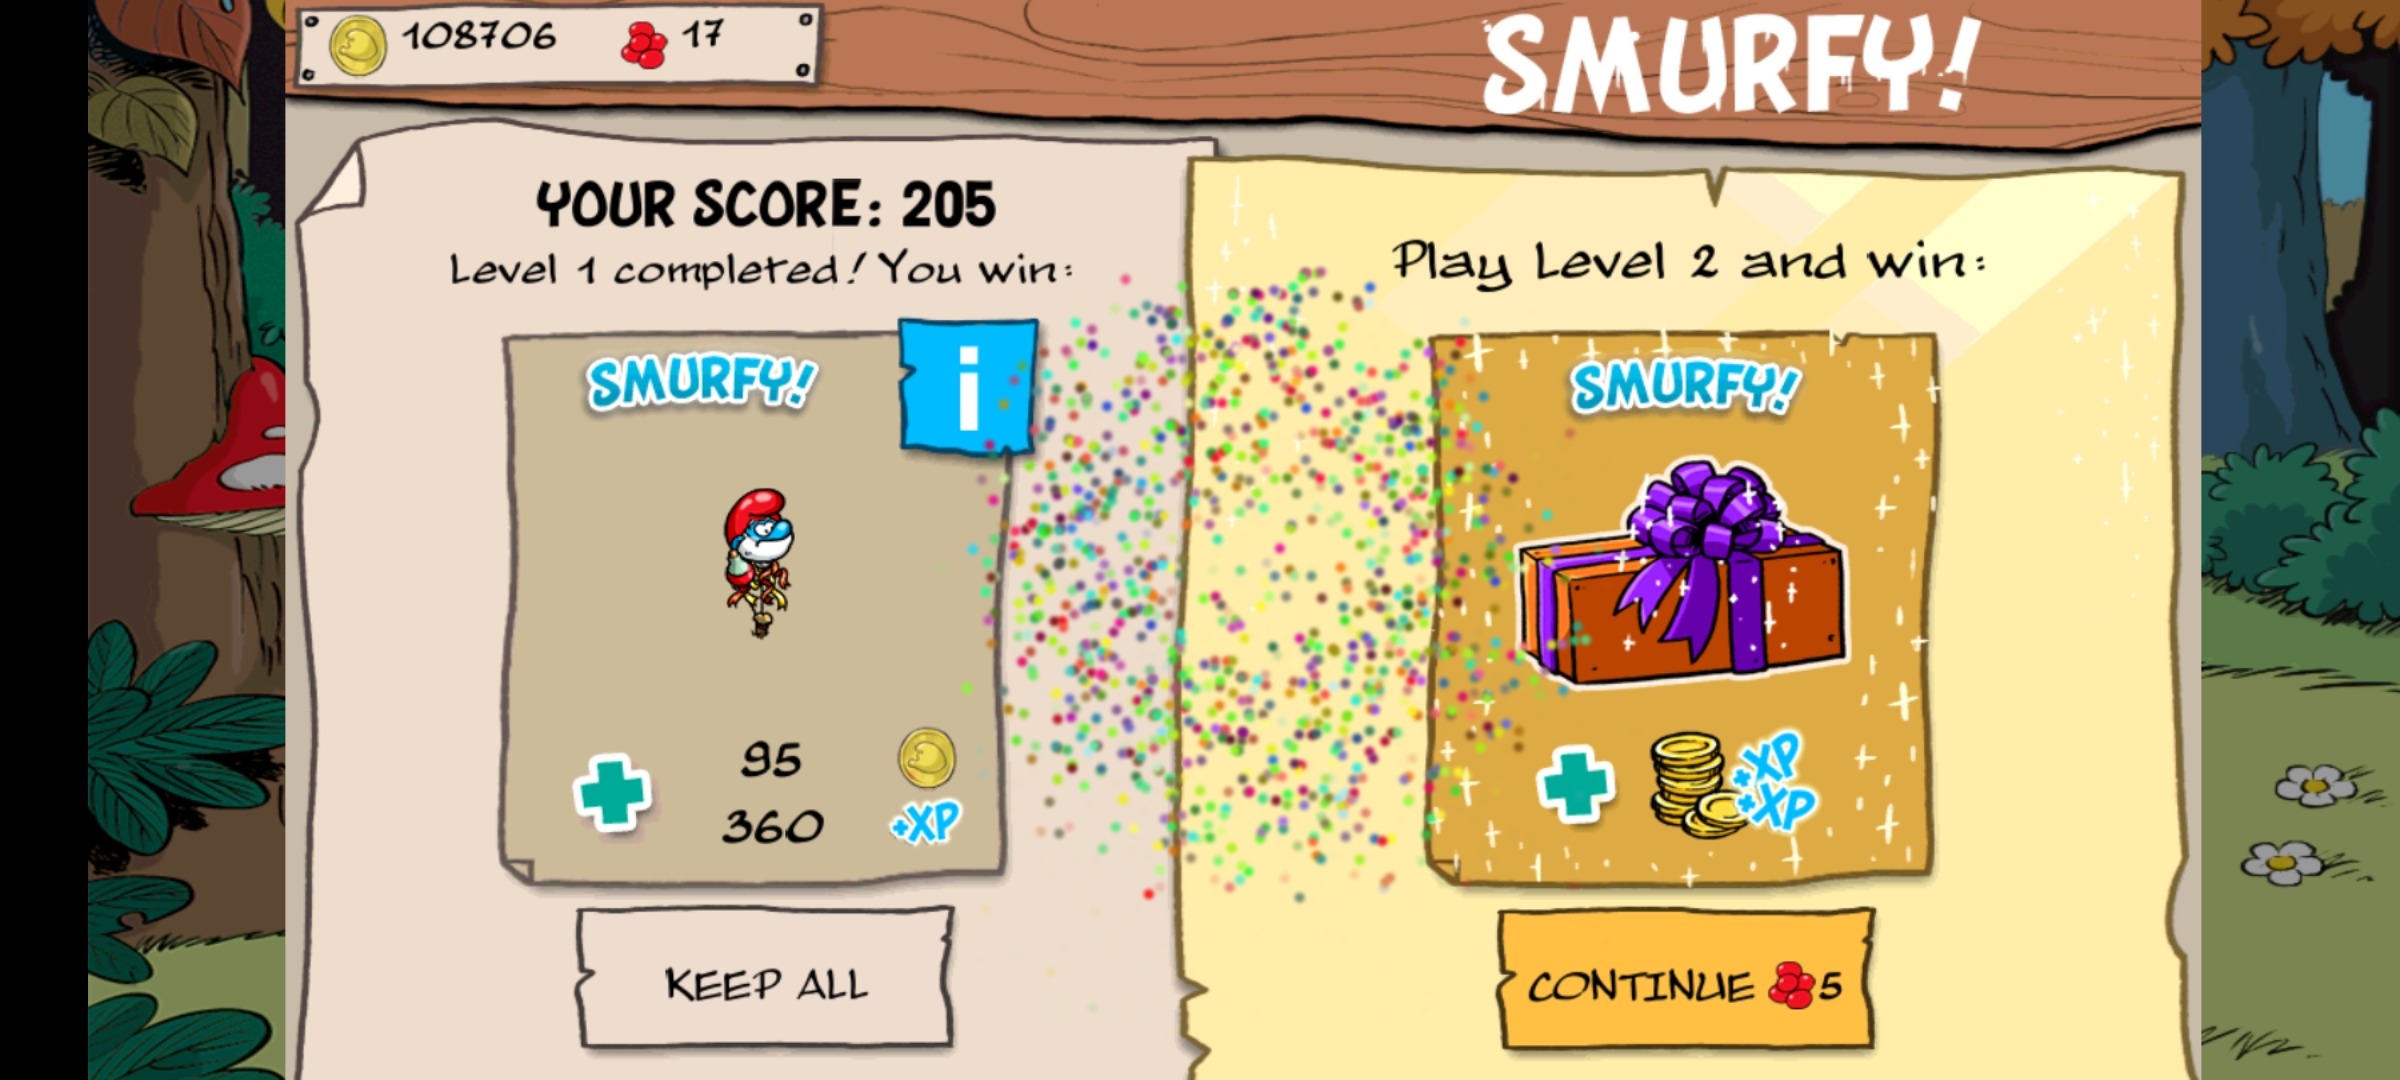 108706
17
SMURFY!
YOUR SCORE: 205
Level 1 completed! You win:
SMURFY!
i
95
360
+XP
KEEP ALL
Play Level 2 and win:
SMURFY!
+XP
+XP
CONTINUE 5